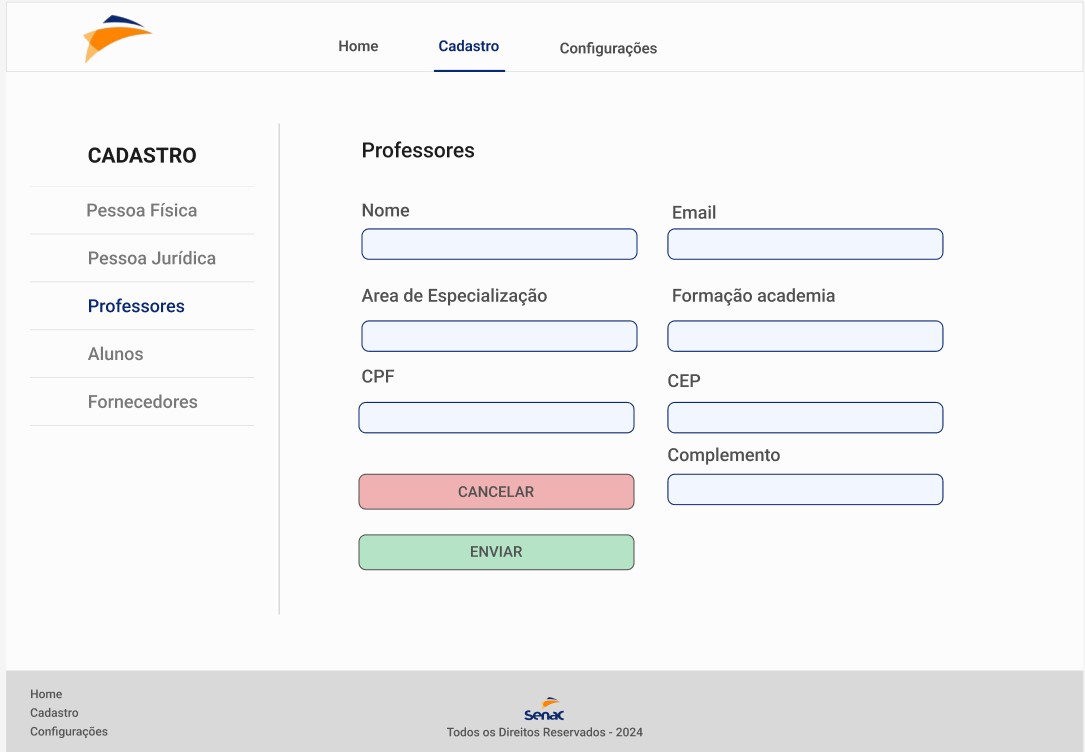 Home
Cadastro
Configurações
CADASTRO
Pessoa Física
Pessoa Jurídica
Professores
Alunos
Fornecedores
Professores
Nome
Email
Area de Especialização
Formação academia
CPF
CEP
Complemento
CANCELAR
ENVIAR
Home
Cadastro
Configurações
senac
Todos os Direitos Reservados - 2024